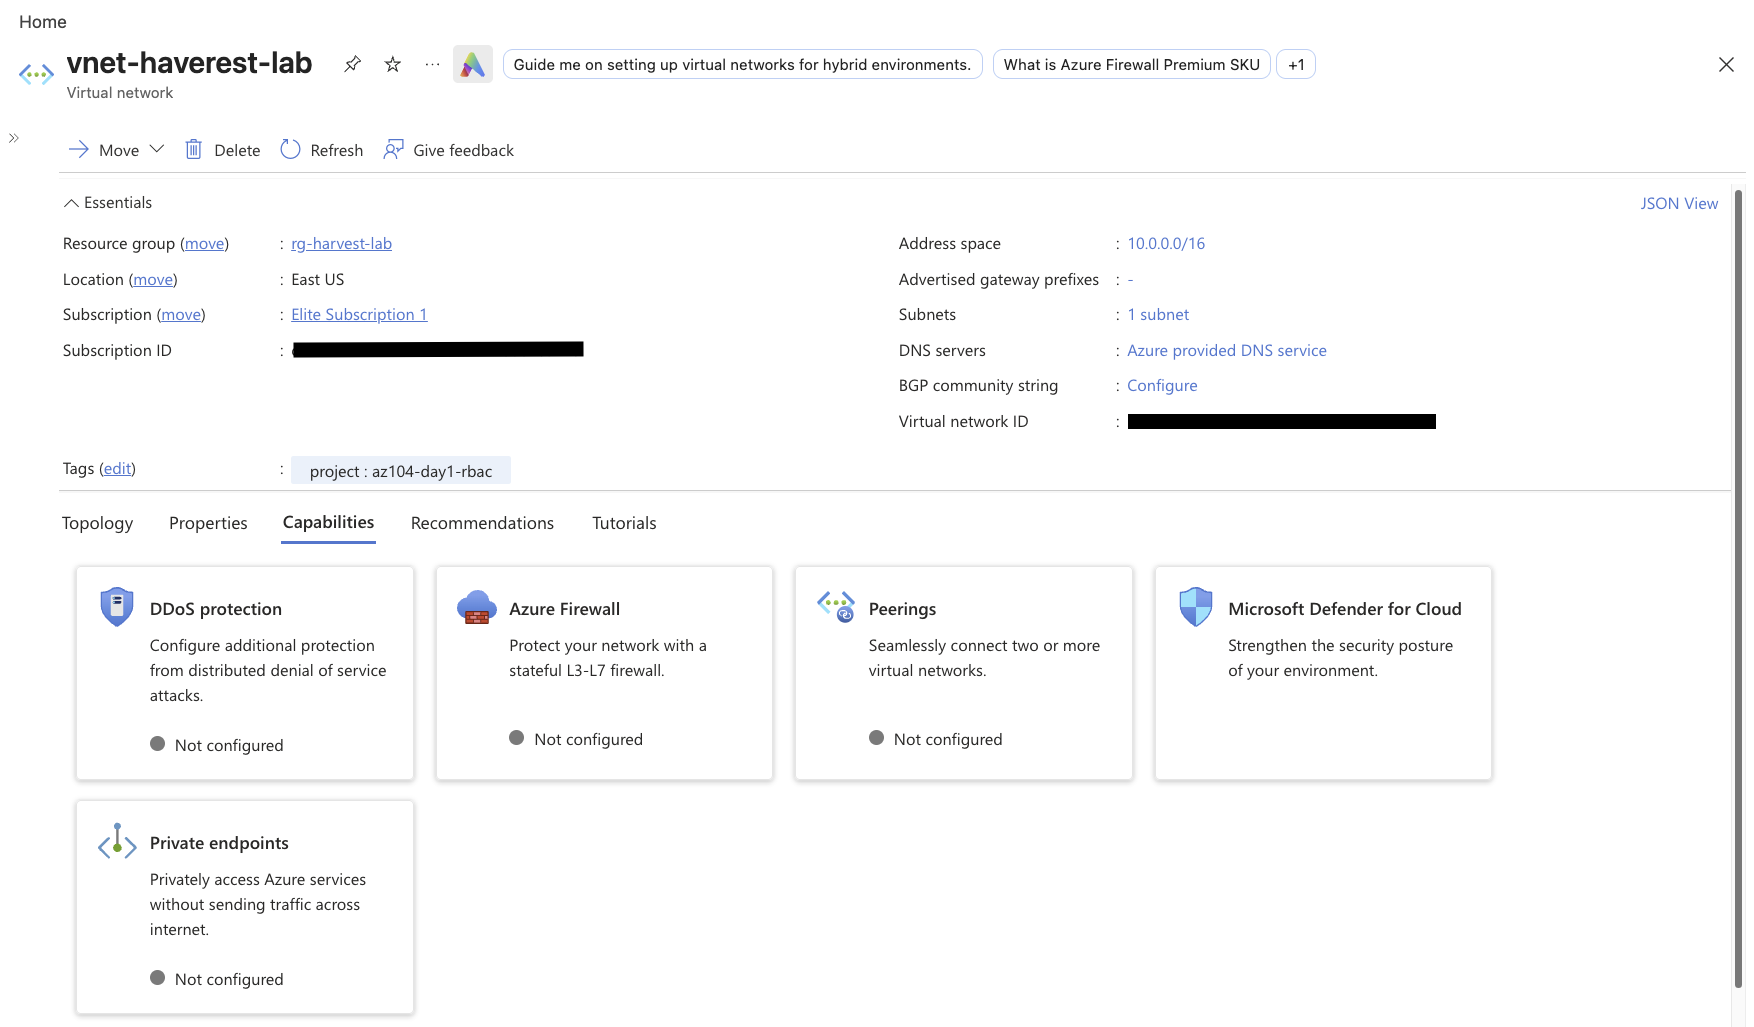 Home
vnet-haverest-lab
Guide me on setting up virtual networks for hybrid environments.
What is Azure Firewall Premium SKU
+1
Virtual network
Move
Delete
Refresh
Give feedback
Essentials
JSON View
Resource group (move) : rg-harvest-lab
Location (move) : East US
Subscription (move) : Elite Subscription 1
Subscription ID :
Address space : 10.0.0.0/16
Advertised gateway prefixes : -
Subnets : 1 subnet
DNS servers : Azure provided DNS service
BGP community string : Configure
Virtual network ID :
Tags (edit) : project : az104-day1-rbac
Topology
Properties
Capabilities
Recommendations
Tutorials
DDoS protection
Configure additional protection
from distributed denial of service
attacks.
Not configured
Azure Firewall
Protect your network with a
stateful L3-L7 firewall.
Not configured
Peerings
Seamlessly connect two or more
virtual networks.
Not configured
Microsoft Defender for Cloud
Strengthen the security posture
of your environment.
Private endpoints
Privately access Azure services
without sending traffic across
internet.
Not configured